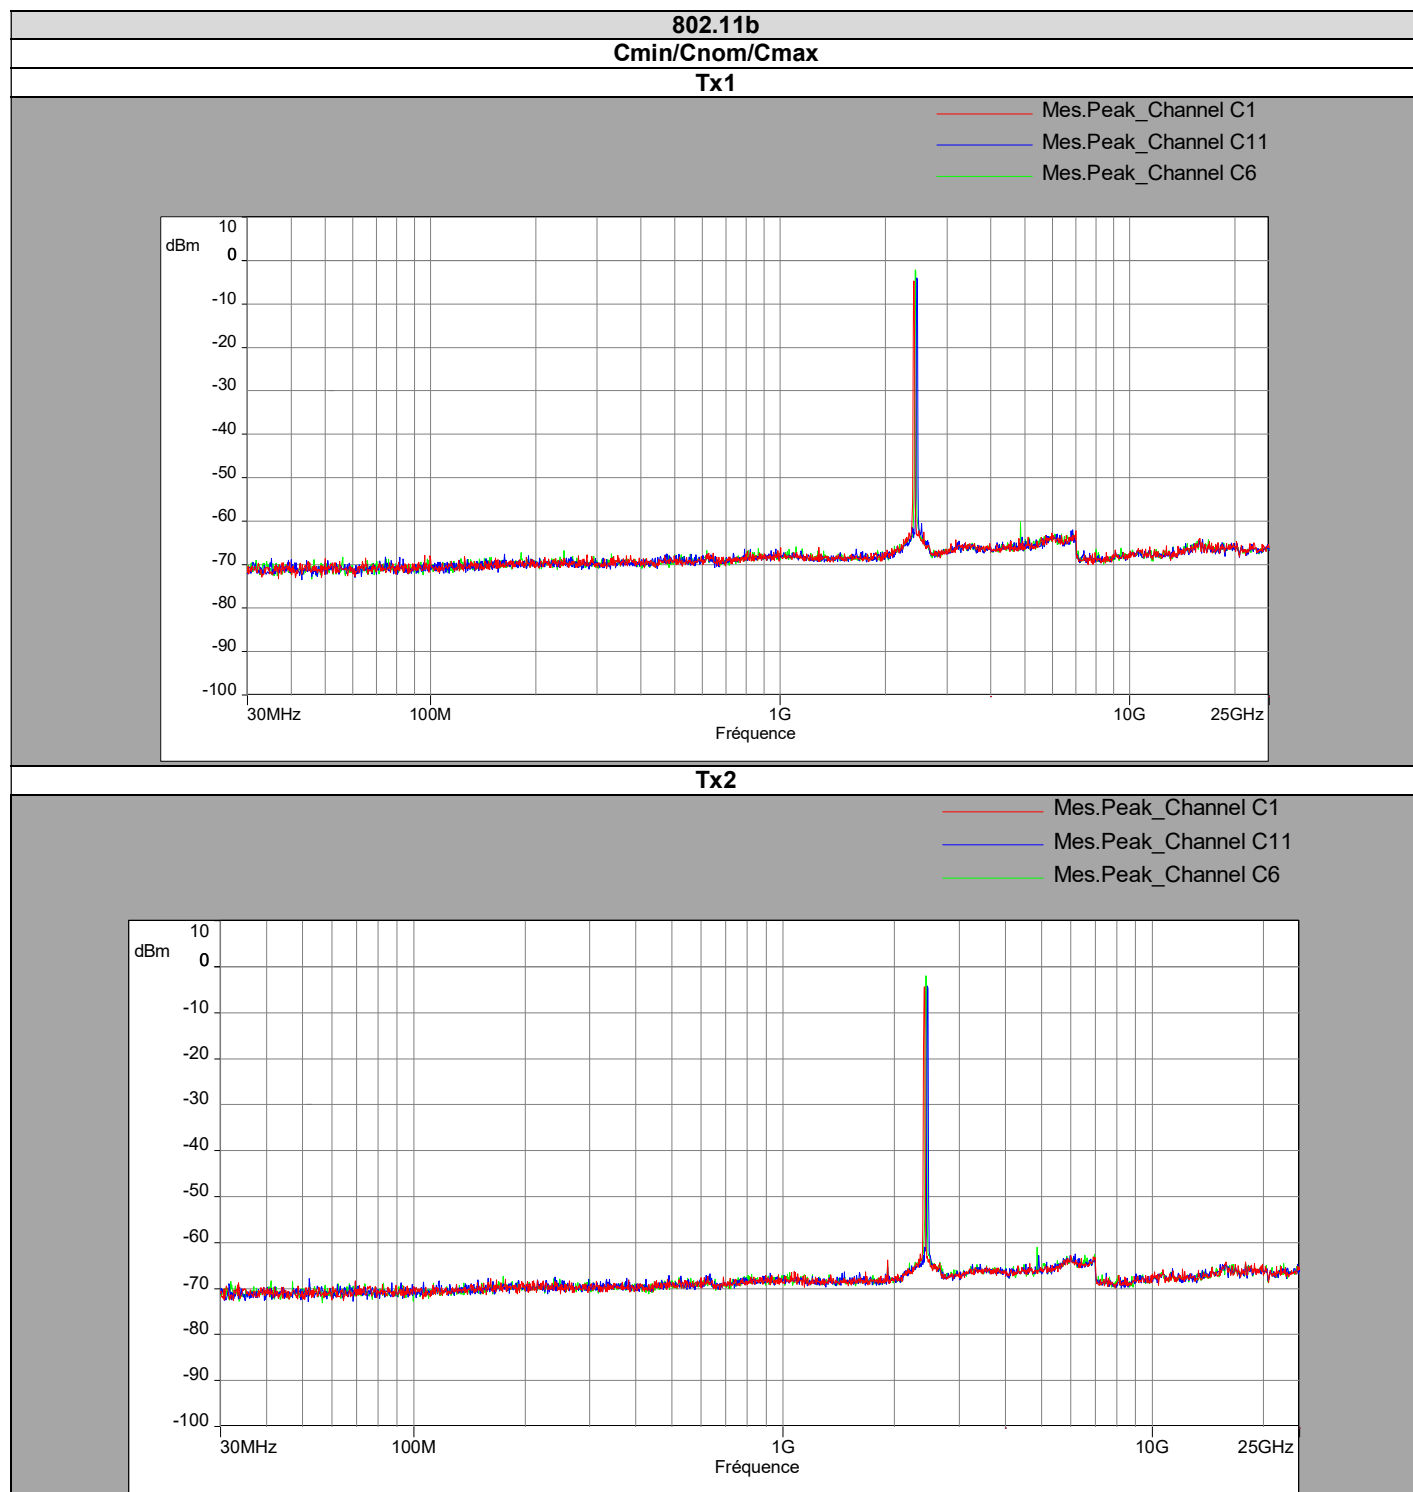 802.11b
Cmin/Cnom/Cmax
Tx1
Mes.Peak_Channel C1
Mes.Peak_Channel C11
Mes.Peak_Channel C6
10
dBm
0
-10
-20
-30
-40
-50
-60
-70
-80
-90
-100
30MHz 100M 1G 10G 25GHz
Fréquence
Tx2
Mes.Peak_Channel C1
Mes.Peak_Channel C11
Mes.Peak_Channel C6
10
dBm
0
-10
-20
-30
-40
-50
-60
-70
-80
-90
-100
30MHz 100M 1G 10G 25GHz
Fréquence